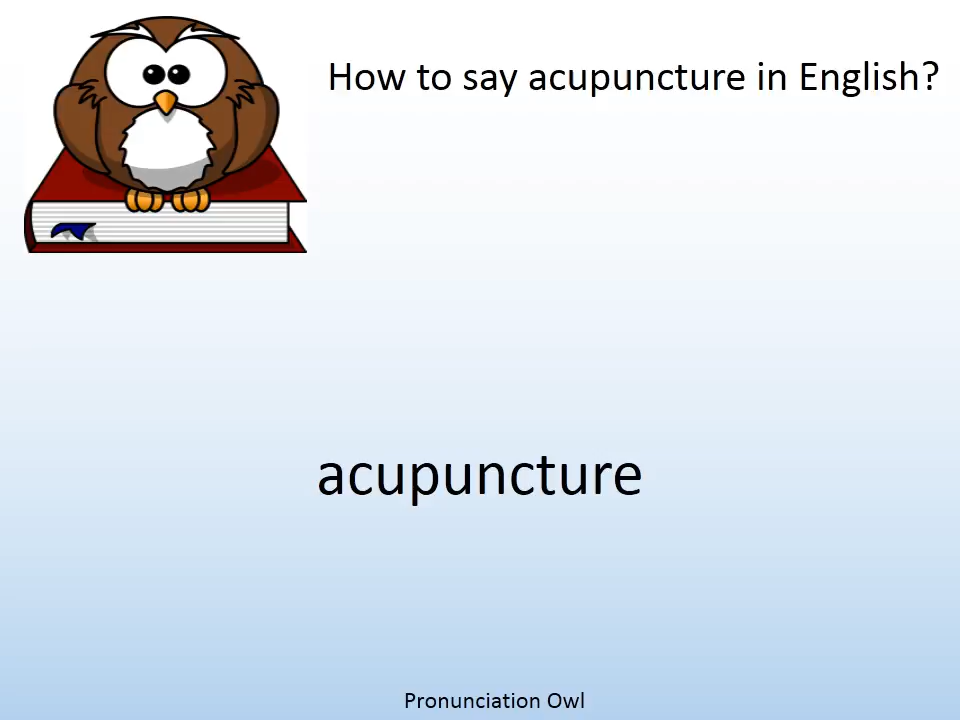 How to say acupuncture in English?
acupuncture
Pronunciation Owl